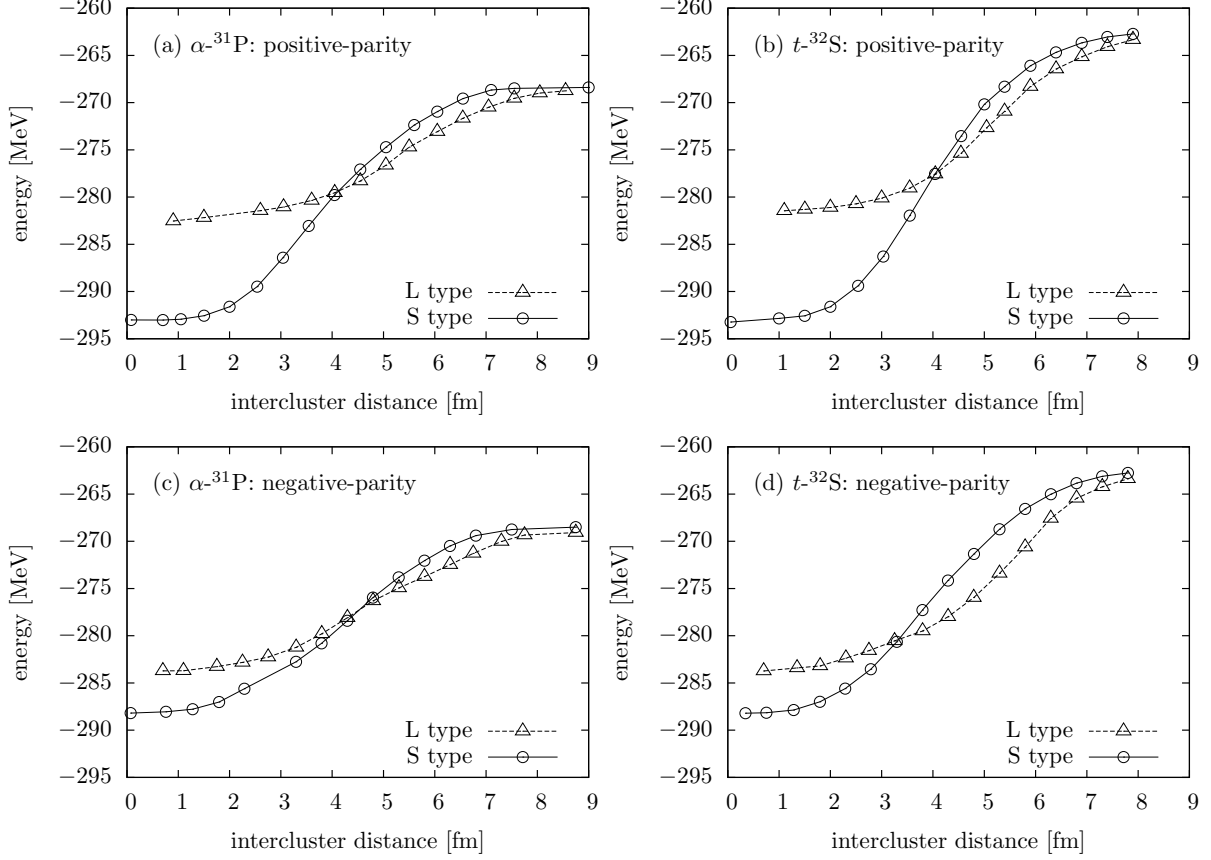 (a) α-³¹P: positive-parity
energy [MeV]
−260
−265
−270
−275
−280
−285
−290
−295
L type
S type
0 1 2 3 4 5 6 7 8 9
intercluster distance [fm]
(b) t-³²S: positive-parity
energy [MeV]
−260
−265
−270
−275
−280
−285
−290
−295
L type
S type
0 1 2 3 4 5 6 7 8 9
intercluster distance [fm]
(c) α-³¹P: negative-parity
energy [MeV]
−260
−265
−270
−275
−280
−285
−290
−295
L type
S type
0 1 2 3 4 5 6 7 8 9
intercluster distance [fm]
(d) t-³²S: negative-parity
energy [MeV]
−260
−265
−270
−275
−280
−285
−290
−295
L type
S type
0 1 2 3 4 5 6 7 8 9
intercluster distance [fm]